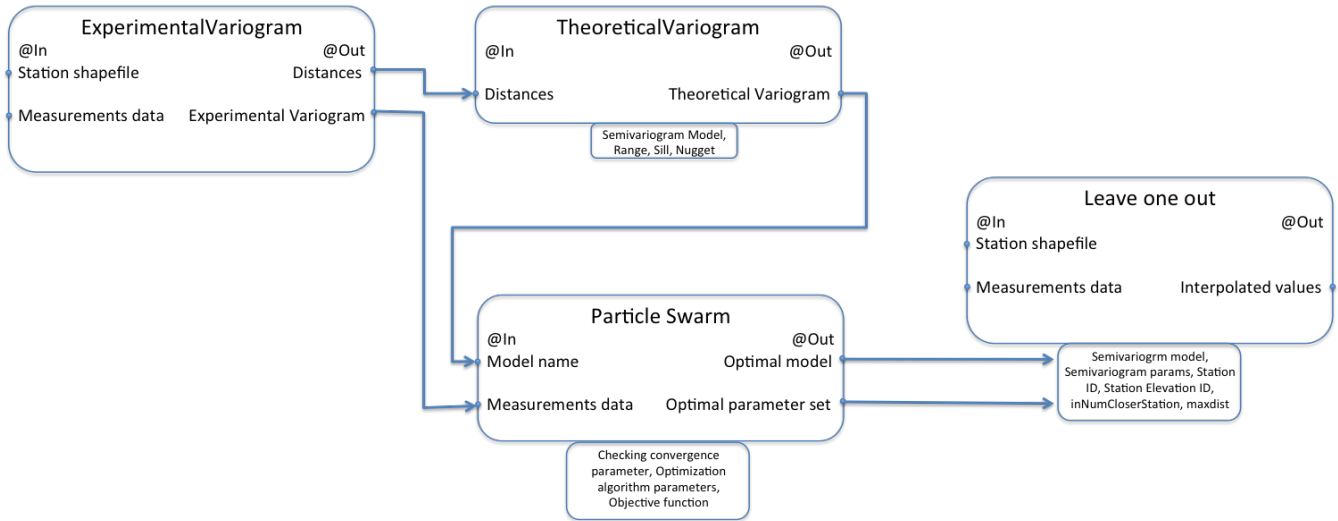 ExperimentalVariogram
@In
@Out
Station shapefile
Distances
Measurements data
Experimental Variogram
TheoreticalVariogram
@In
@Out
Distances
Theoretical Variogram
Semivariogram Model,
Range, Sill, Nugget
Leave one out
@In
@Out
Station shapefile
Measurements data
Interpolated values
Semivariogrm model,
Semivariogram params, Station
ID, Station Elevation ID,
inNumCloserStation, maxdist
Particle Swarm
@In
@Out
Model name
Optimal model
Measurements data
Optimal parameter set
Checking convergence
parameter, Optimization
algorithm parameters,
Objective function